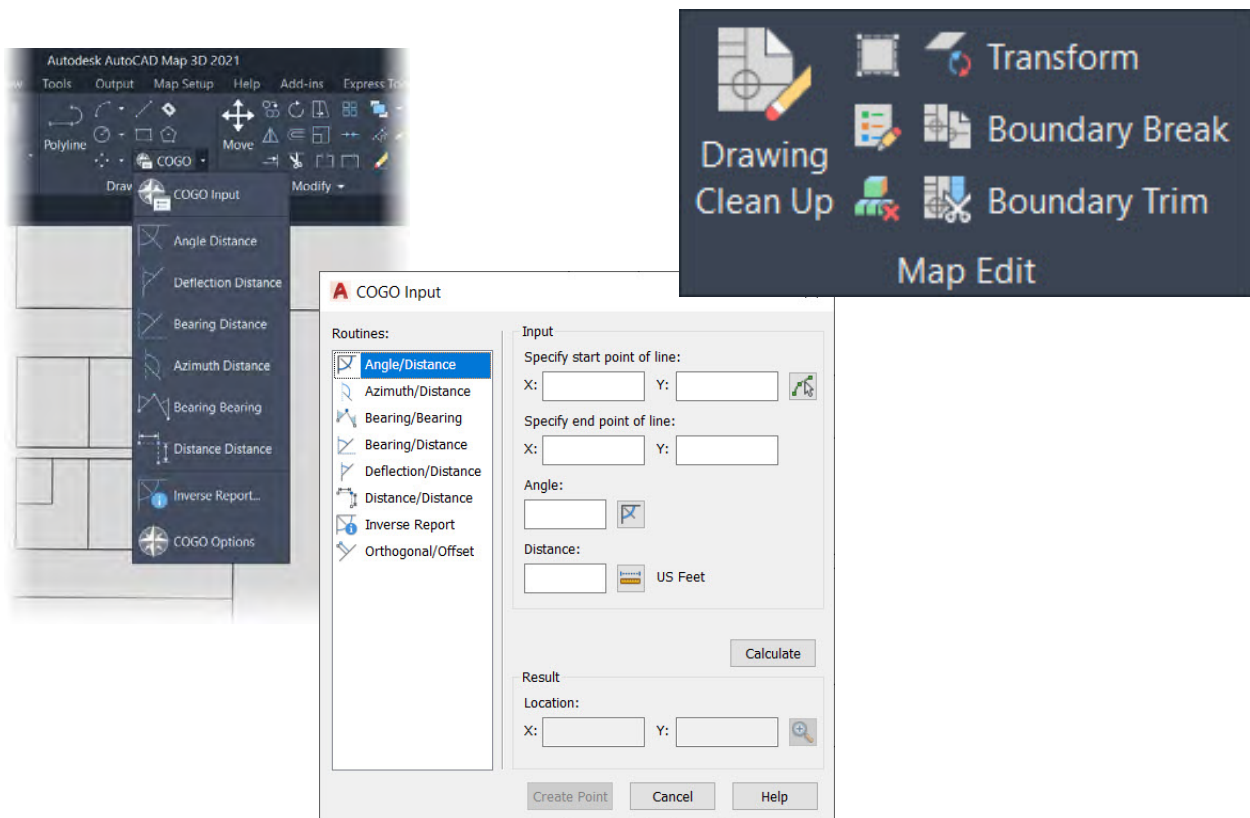 Autodesk AutoCAD Map 3D 2021
Tools Output Map Setup Help Add-ins Express
Polyline
Move
COGO
Modify
COGO Input
Angle Distance
Deflection Distance
Bearing Distance
Azimuth Distance
Bearing Bearing
Distance Distance
Inverse Report...
COGO Options
Drawing
Clean Up
Transform
Boundary Break
Boundary Trim
Map Edit
A COGO Input
Routines:
Angle/Distance
Azimuth/Distance
Bearing/Bearing
Bearing/Distance
Deflection/Distance
Distance/Distance
Inverse Report
Orthogonal/Offset
Input
Specify start point of line:
X: Y:
Specify end point of line:
X: Y:
Angle:
Distance:
US Feet
Calculate
Result
Location:
X: Y:
Create Point Cancel Help